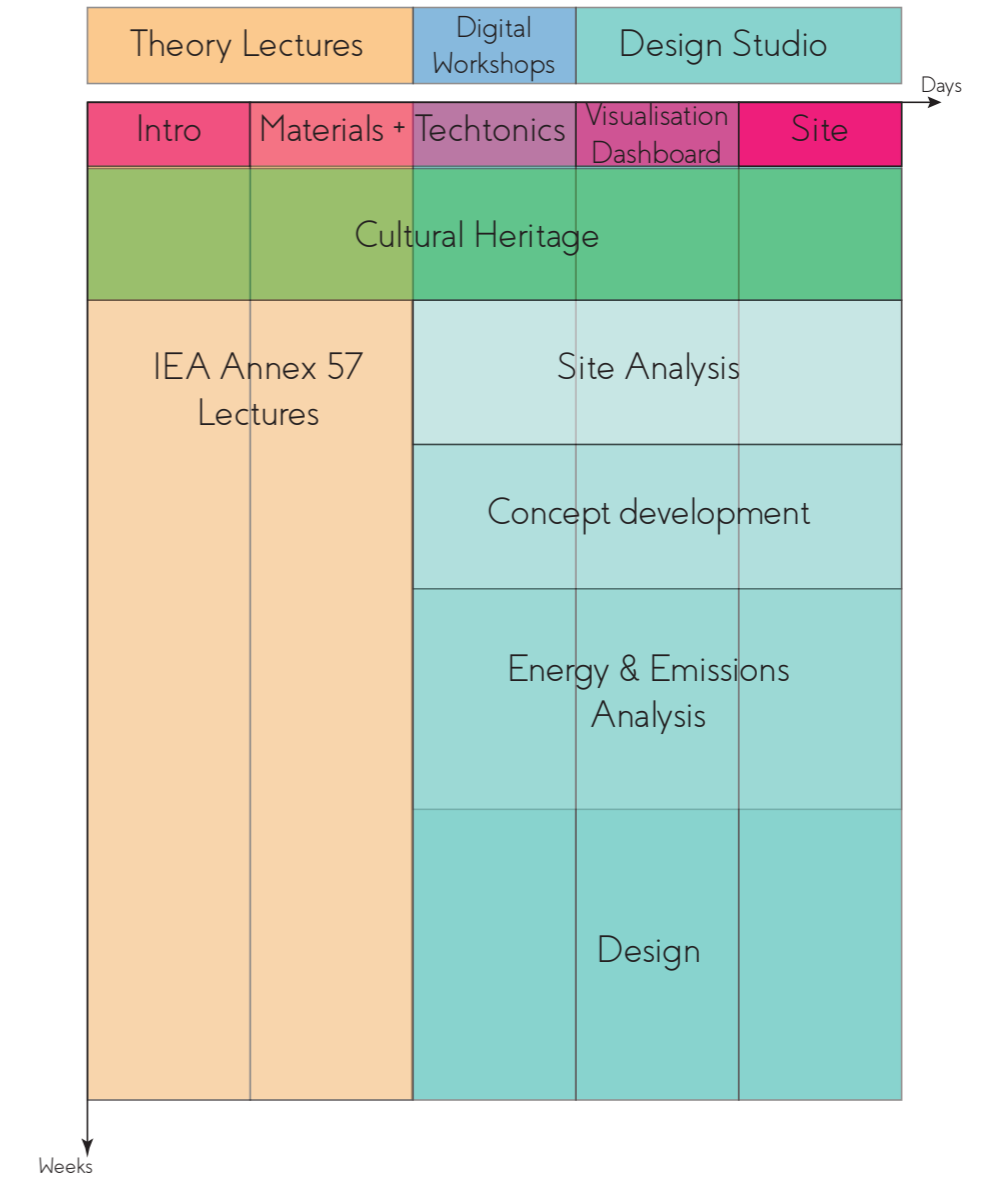 Theory Lectures
Digital
Workshops
Design Studio
Days
Intro
Materials + Techtonics
Visualisation
Dashboard
Site
Cultural Heritage
IEA Annex 57
Lectures
Site Analysis
Concept development
Energy & Emissions
Analysis
Design
Weeks